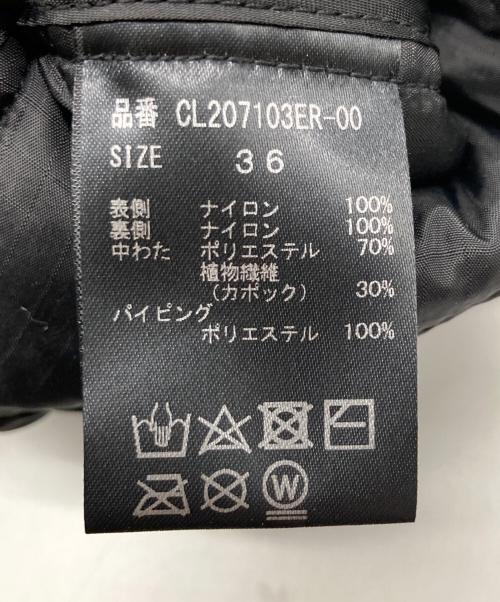 品番 CL207103ER-00
SIZE 36
表側 ナイロン 100%
裏側 ナイロン 100%
中わた ポリエステル 70%
植物繊維
(カポック) 30%
パイピング
ポリエステル 100%
W